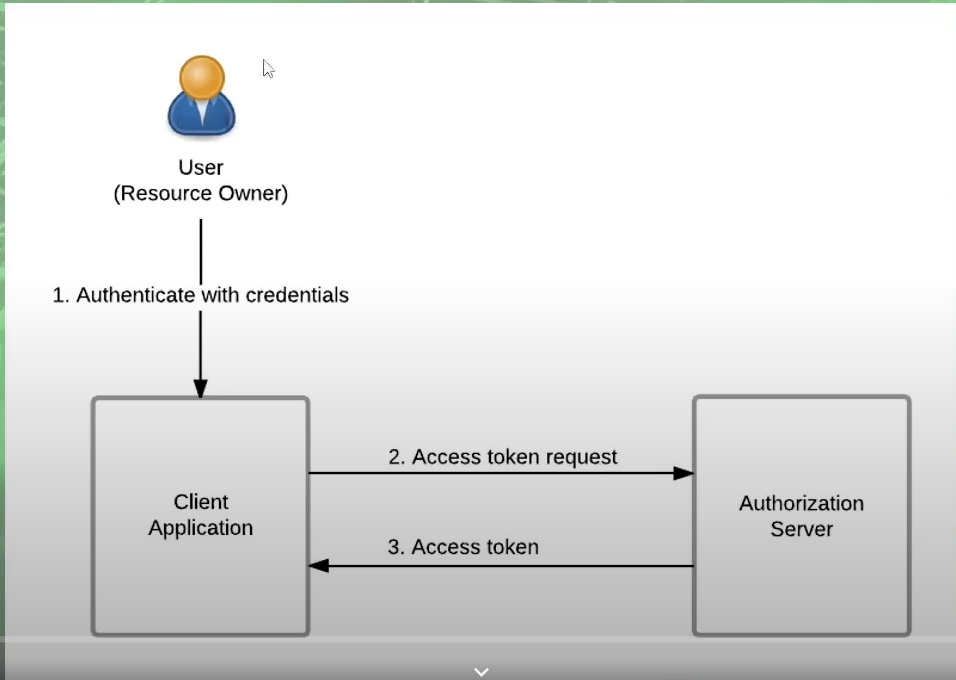 User
(Resource Owner)
1. Authenticate with credentials
2. Access token request
Client
Application
Authorization
Server
3. Access token